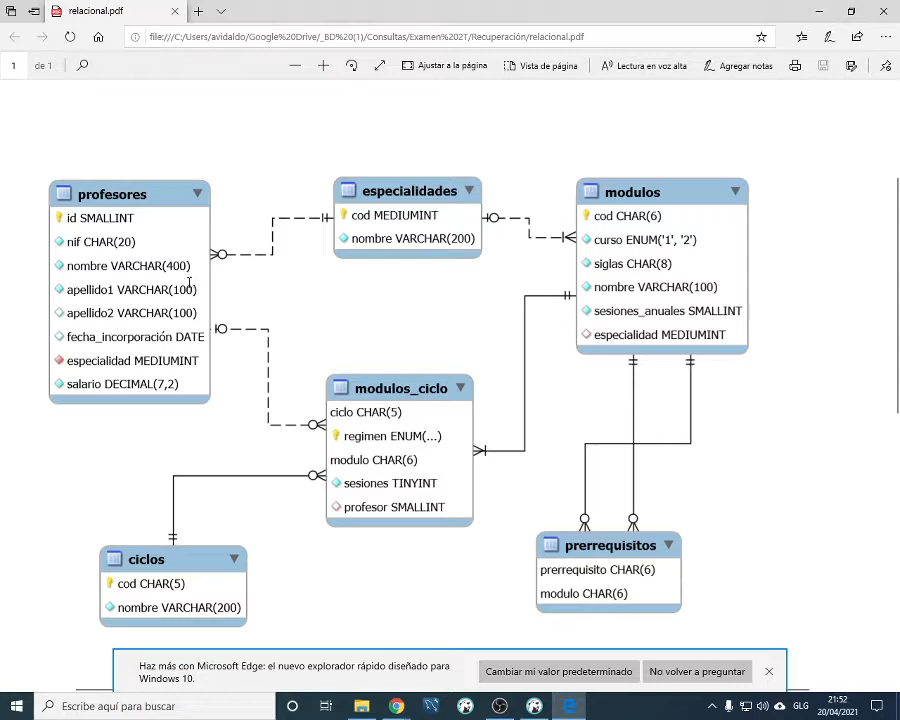 relacional.pdf
file:///C:/Users/avidaldo/Google%20Drive/_BD%20(1)/Consultas/Examen%202T/Recuperación/relacional.pdf
1
de 1
Ajustar a la página
Vista de página
Lectura en voz alta
Agregar notas
profesores
id SMALLINT
nif CHAR(20)
nombre VARCHAR(400)
apellido1 VARCHAR(100)
apellido2 VARCHAR(100)
fecha_incorporación DATE
especialidad MEDIUMINT
salario DECIMAL(7,2)
especialidades
cod MEDIUMINT
nombre VARCHAR(200)
modulos
cod CHAR(6)
curso ENUM('1', '2')
siglas CHAR(8)
nombre VARCHAR(100)
sesiones_anuales SMALLINT
especialidad MEDIUMINT
modulos_ciclo
ciclo CHAR(5)
regimen ENUM(...)
modulo CHAR(6)
sesiones TINYINT
profesor SMALLINT
ciclos
cod CHAR(5)
nombre VARCHAR(200)
prerrequisitos
prerrequisito CHAR(6)
modulo CHAR(6)
Haz más con Microsoft Edge: el nuevo explorador rápido diseñado para
Windows 10.
Cambiar mi valor predeterminado
No volver a preguntar
Escribe aquí para buscar
GLG
21:52
20/04/2021